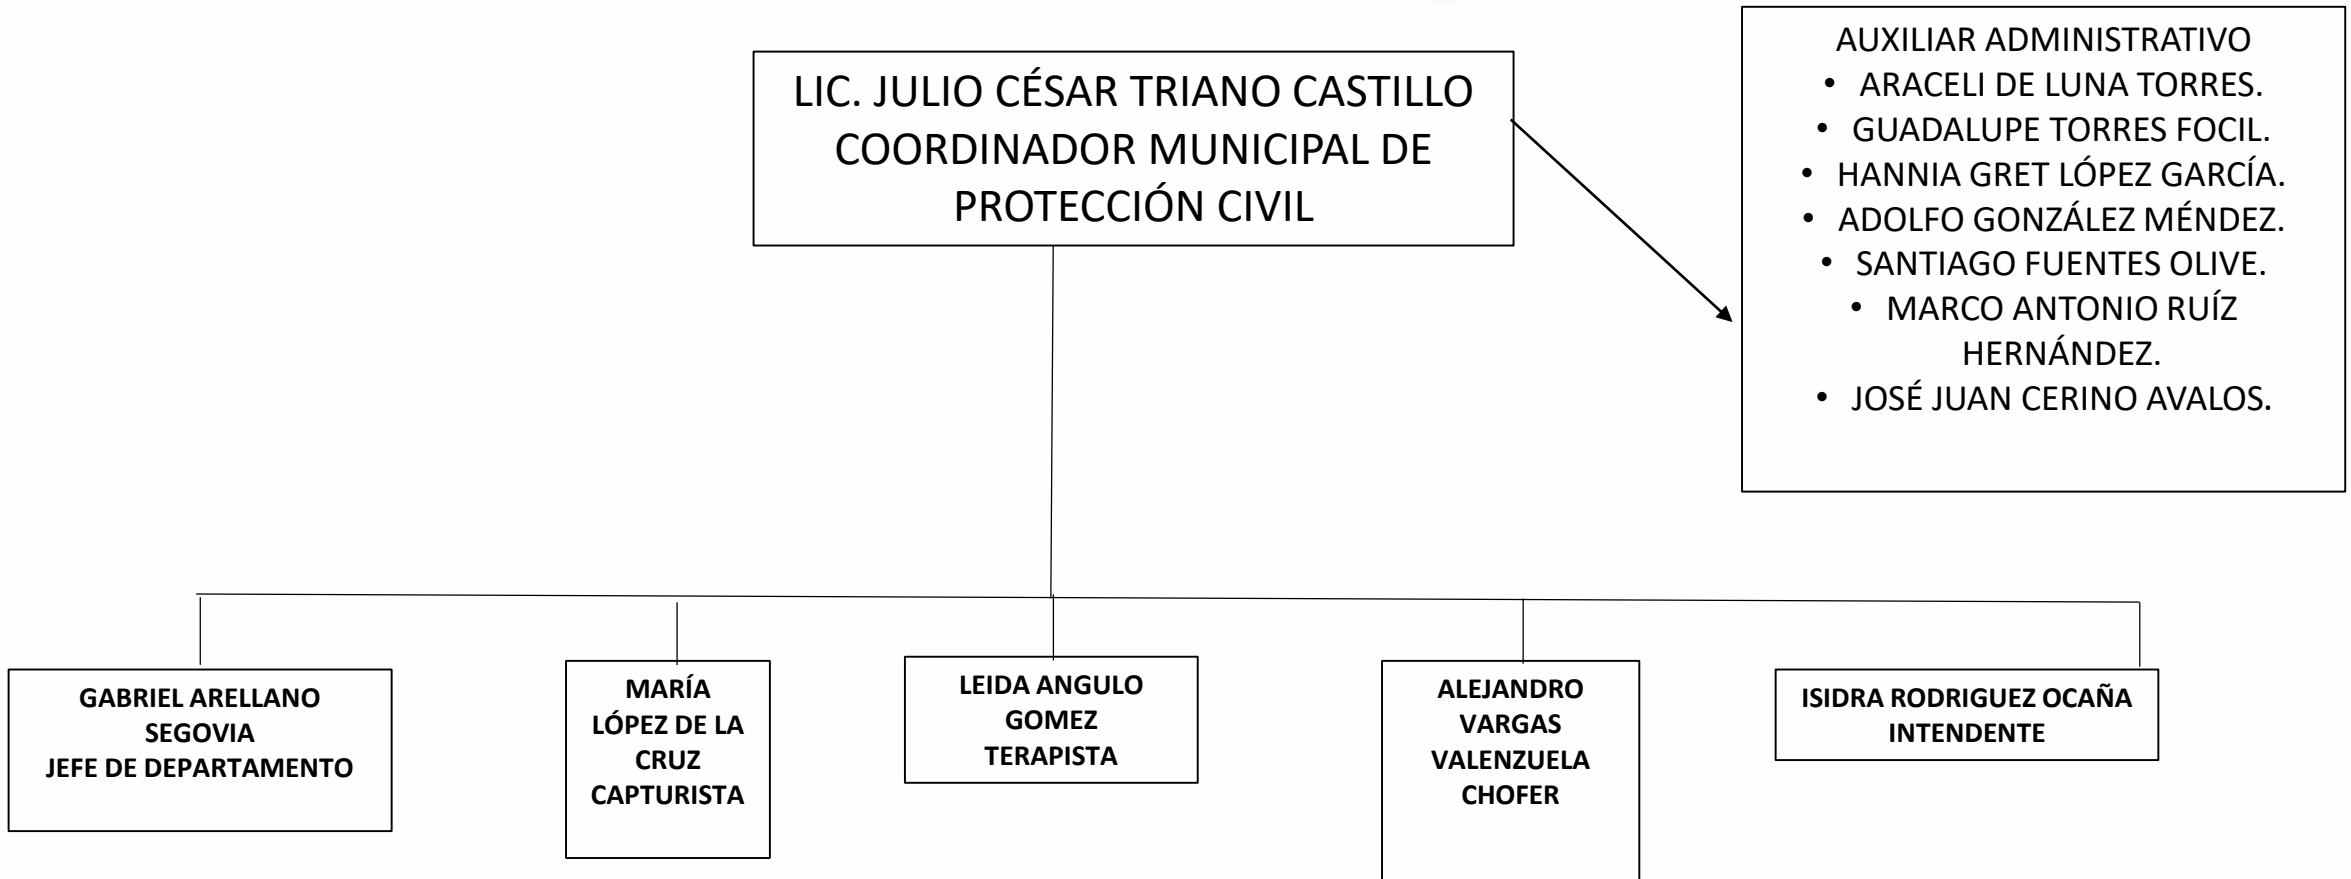 LIC. JULIO CÉSAR TRIANO CASTILLO
COORDINADOR MUNICIPAL DE
PROTECCIÓN CIVIL
AUXILIAR ADMINISTRATIVO
• ARACELI DE LUNA TORRES.
• GUADALUPE TORRES FOCIL.
• HANNIA GRET LÓPEZ GARCÍA.
• ADOLFO GONZÁLEZ MÉNDEZ.
• SANTIAGO FUENTES OLIVE.
• MARCO ANTONIO RUÍZ
HERNÁNDEZ.
• JOSÉ JUAN CERINO AVALOS.
GABRIEL ARELLANO
SEGOVIA
JEFE DE DEPARTAMENTO
MARÍA
LÓPEZ DE LA
CRUZ
CAPTURISTA
LEIDA ANGULO
GOMEZ
TERAPISTA
ALEJANDRO
VARGAS
VALENZUELA
CHOFER
ISIDRA RODRIGUEZ OCAÑA
INTENDENTE